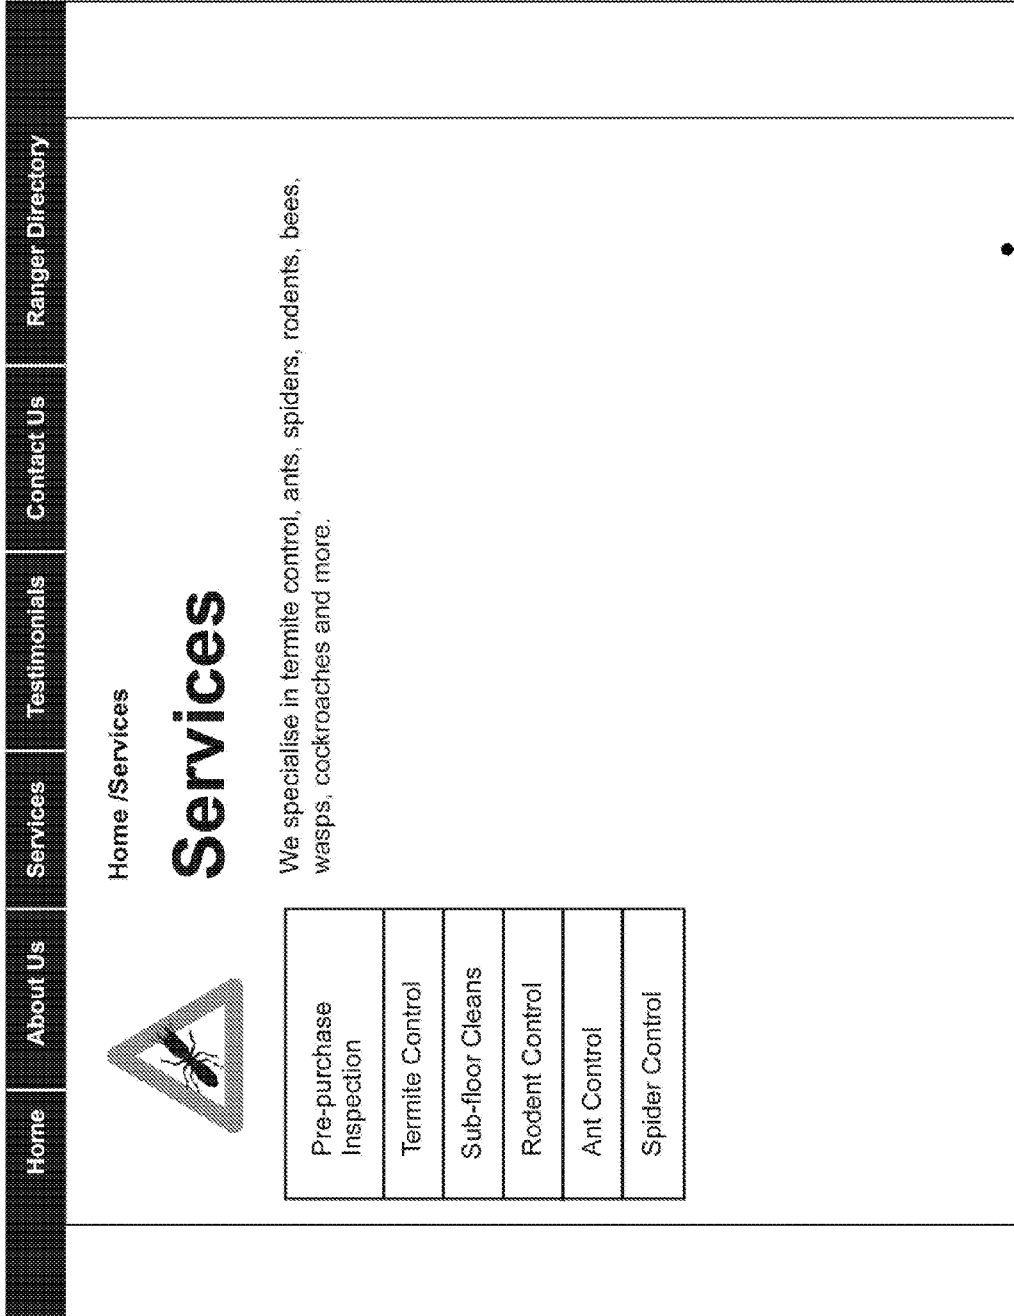 Home About Us Services Testimonials Contact Us Ranger Directory
Home /Services
Services
We specialise in termite control, ants, spiders, rodents, bees,
wasps, cockroaches and more.
Pre-purchase
Inspection
Termite Control
Sub-floor Cleans
Rodent Control
Ant Control
Spider Control